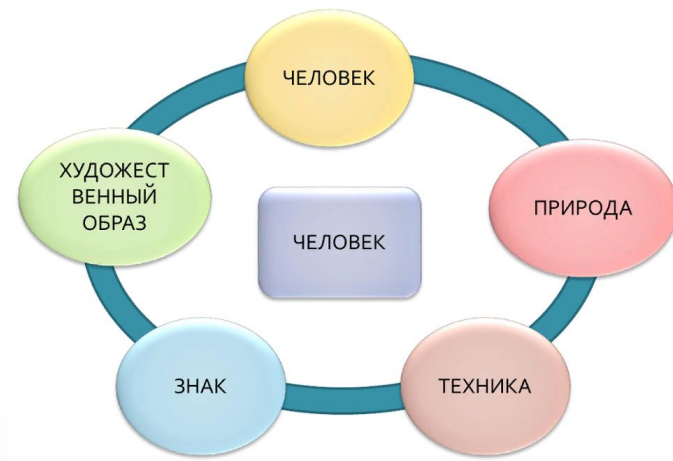 ЧЕЛОВЕК
ХУДОЖЕСТ
ВЕННЫЙ
ОБРАЗ
ПРИРОДА
ЧЕЛОВЕК
ЗНАК
ТЕХНИКА